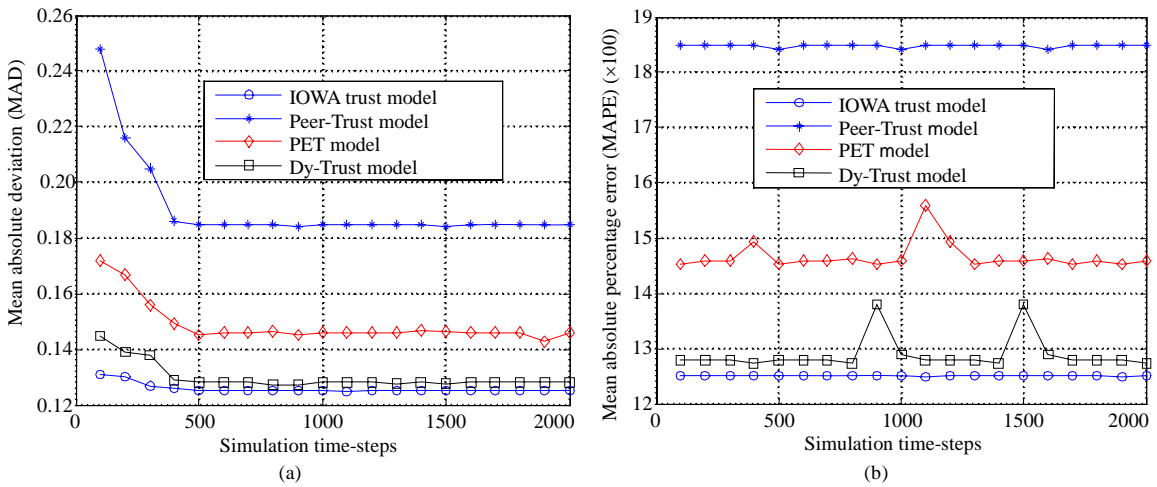 0.26
0.24
0.22
0.20
0.18
0.16
0.14
0.12
Mean absolute deviation (MAD)
IOWA trust model
Peer-Trust model
PET model
Dy-Trust model
500
1000
1500
2000
Simulation time-steps
(a)
19
18
17
16
15
14
13
12
Mean absolute percentage error (MAPE) (×100)
IOWA trust model
Peer-Trust model
PET model
Dy-Trust model
500
1000
1500
2000
Simulation time-steps
(b)